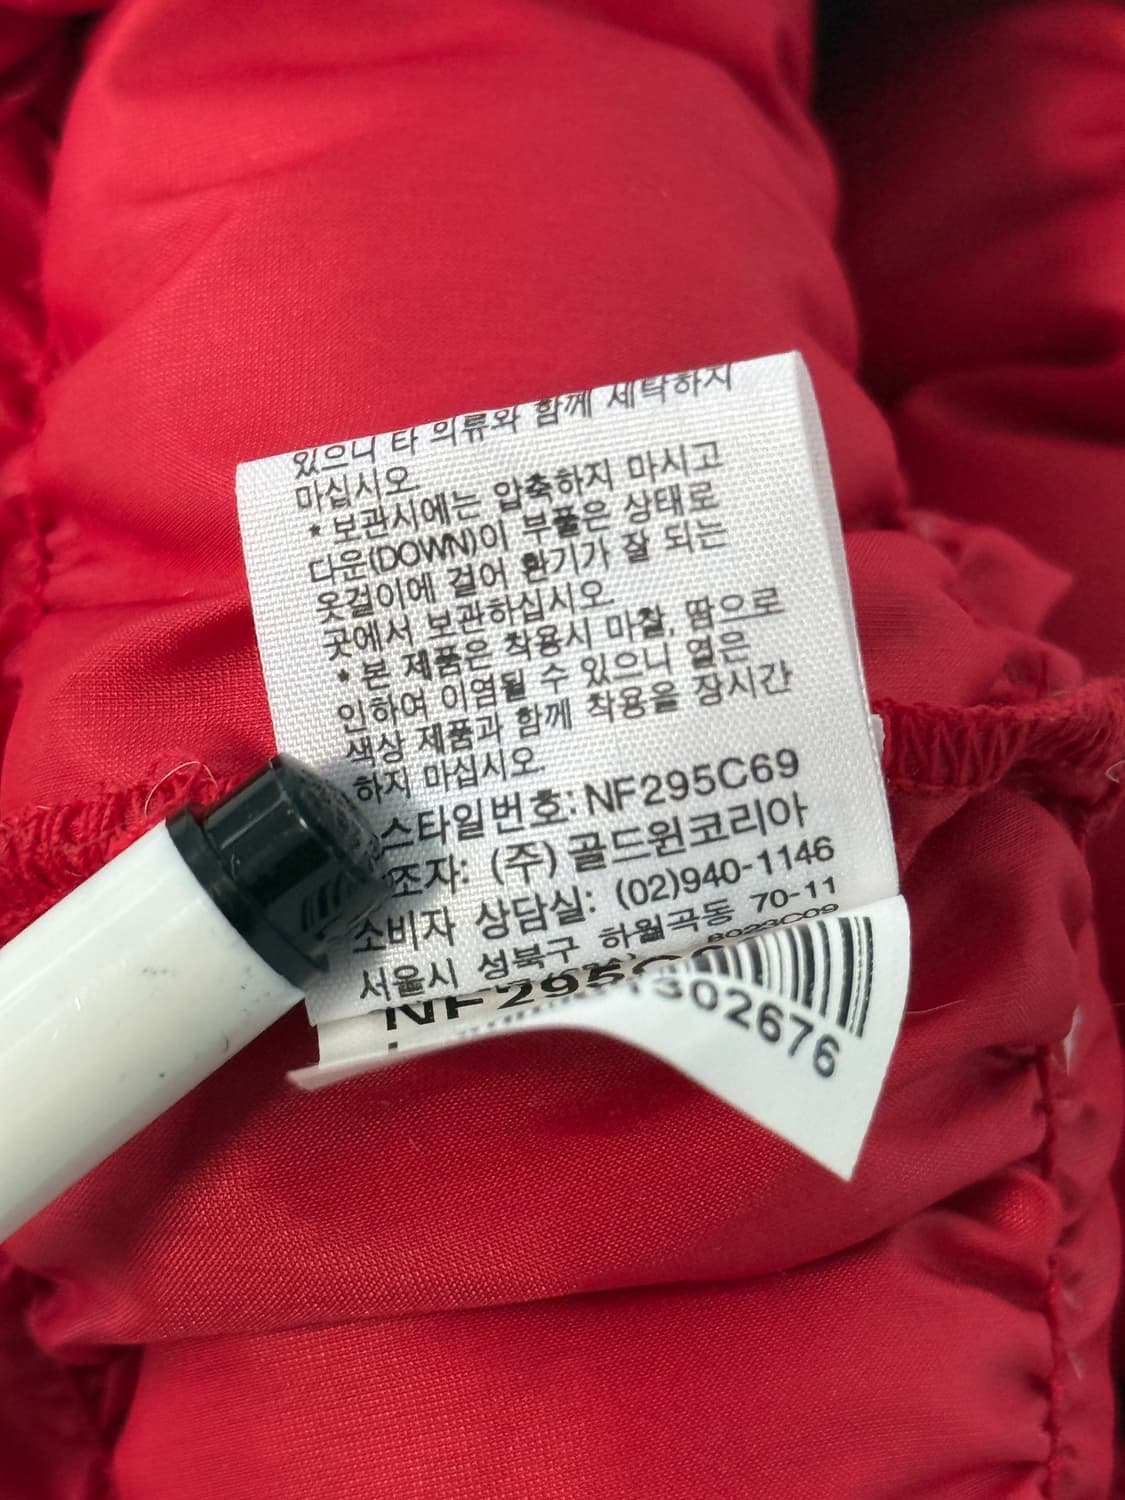 있으니 타 의류와 함께 세탁하지
마십시오
* 보관시에는 압축하지 마시고
다운(DOWN)이 부풀은 상태로
옷걸이에 걸어 환기가 잘 되는
곳에서 보관하십시오
* 본 제품은 착용시 마찰, 땀으로
인하여 이염될 수 있으니 옅은
색상 제품과 함께 착용을 장시간
하지 마십시오
스타일번호: NF295C69
조자: (주) 골드윈코리아
소비자 상담실: (02)940-1146
서울시 성북구 하월곡동 70-11
NF295C
1302676